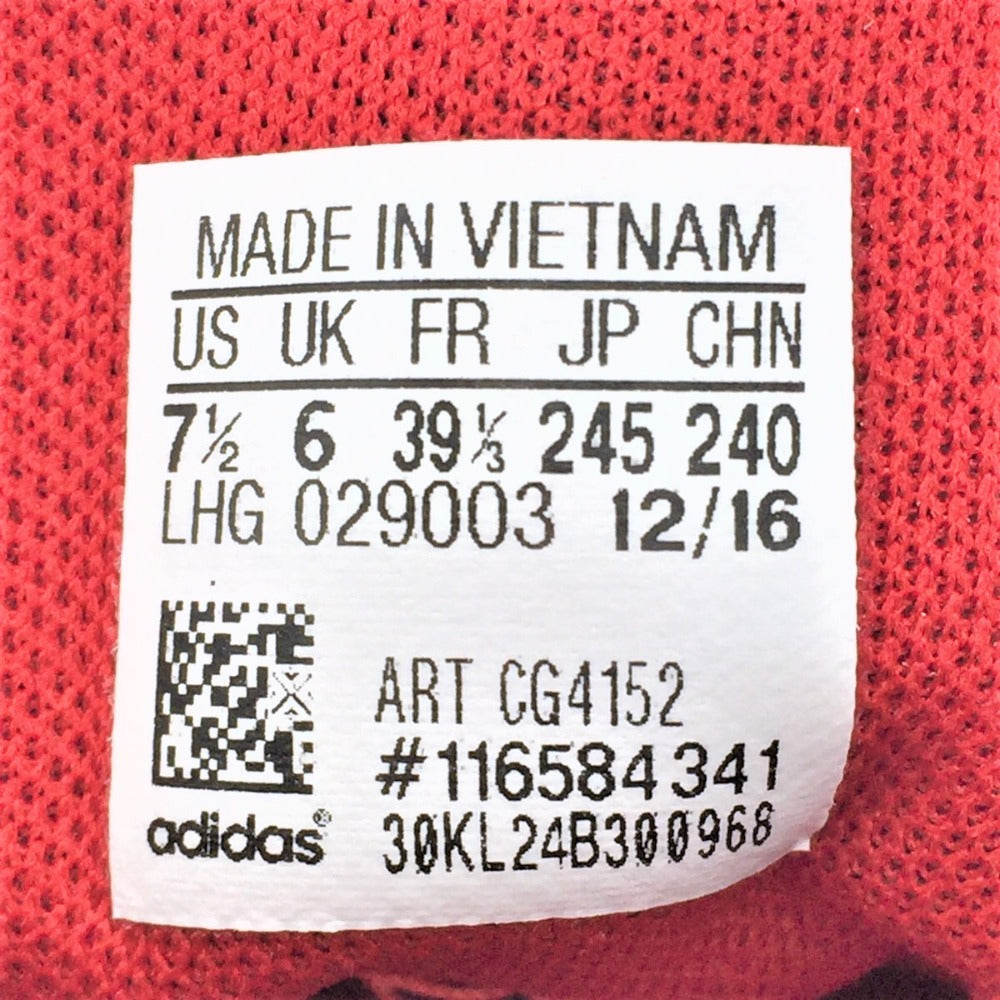 MADE IN VIETNAM
US UK FR JP CHN
7½ 6 39⅓ 245 240
LHG 029003 12/16
ART CG4152
#116584341
adidas®
30KL24B300968